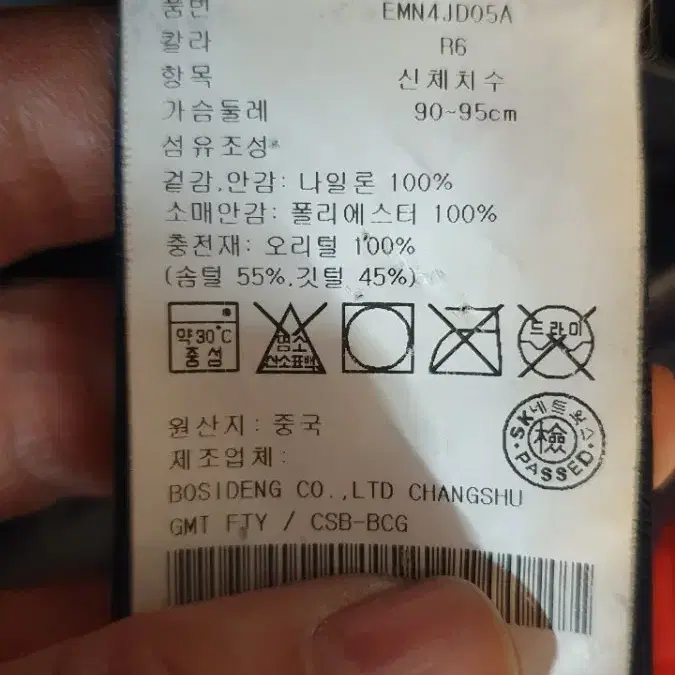 품번 EMN4JD05A
칼라 R6
항목 신체치수
가슴둘레 90~95cm
섬유조성
겉감,안감: 나일론 100%
소매안감: 폴리에스터 100%
충전재: 오리털 100%
(솜털 55%,깃털 45%)
약30°C
중성
염소
산소표백
드라이
원산지: 중국
제조업체:
SK네트웍스
檢
PASSED
BOSIDENG CO.,LTD CHANGSHU
GMT FTY / CSB-BCG